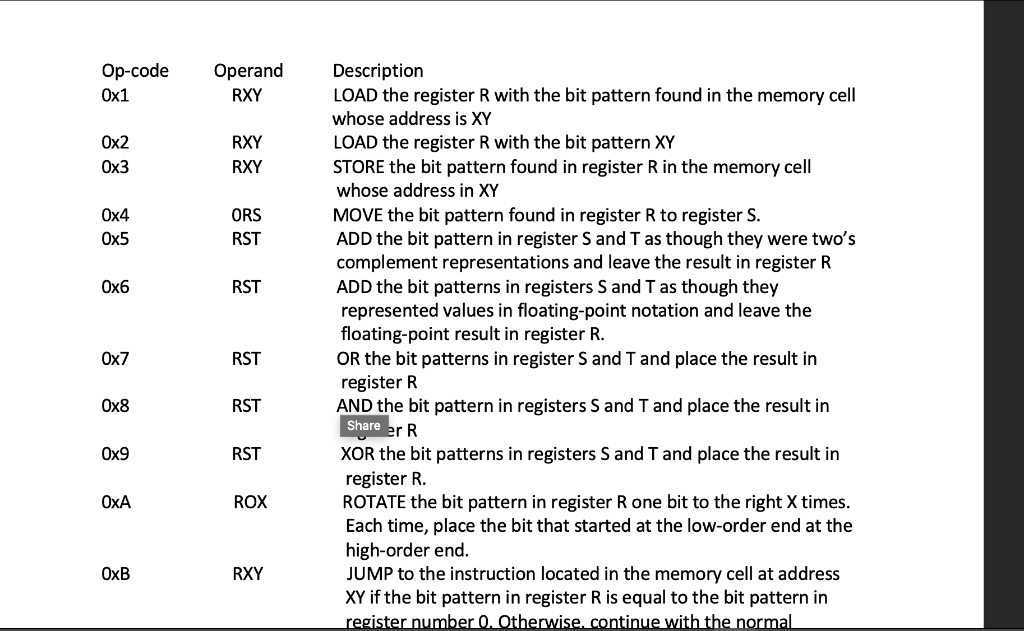 Op-code Operand Description
0x1 RXY LOAD the register R with the bit pattern found in the memory cell
whose address is XY
0x2 RXY LOAD the register R with the bit pattern XY
0x3 RXY STORE the bit pattern found in register R in the memory cell
whose address in XY
0x4 0RS MOVE the bit pattern found in register R to register S.
0x5 RST ADD the bit pattern in register S and T as though they were two's
complement representations and leave the result in register R
0x6 RST ADD the bit patterns in registers S and T as though they
represented values in floating-point notation and leave the
floating-point result in register R.
0x7 RST OR the bit patterns in register S and T and place the result in
register R
0x8 RST AND the bit pattern in registers S and T and place the result in
Share R
0x9 RST XOR the bit patterns in registers S and T and place the result in
register R.
0xA R0X ROTATE the bit pattern in register R one bit to the right X times.
Each time, place the bit that started at the low-order end at the
high-order end.
0xB RXY JUMP to the instruction located in the memory cell at address
XY if the bit pattern in register R is equal to the bit pattern in
register number 0. Otherwise, continue with the normal